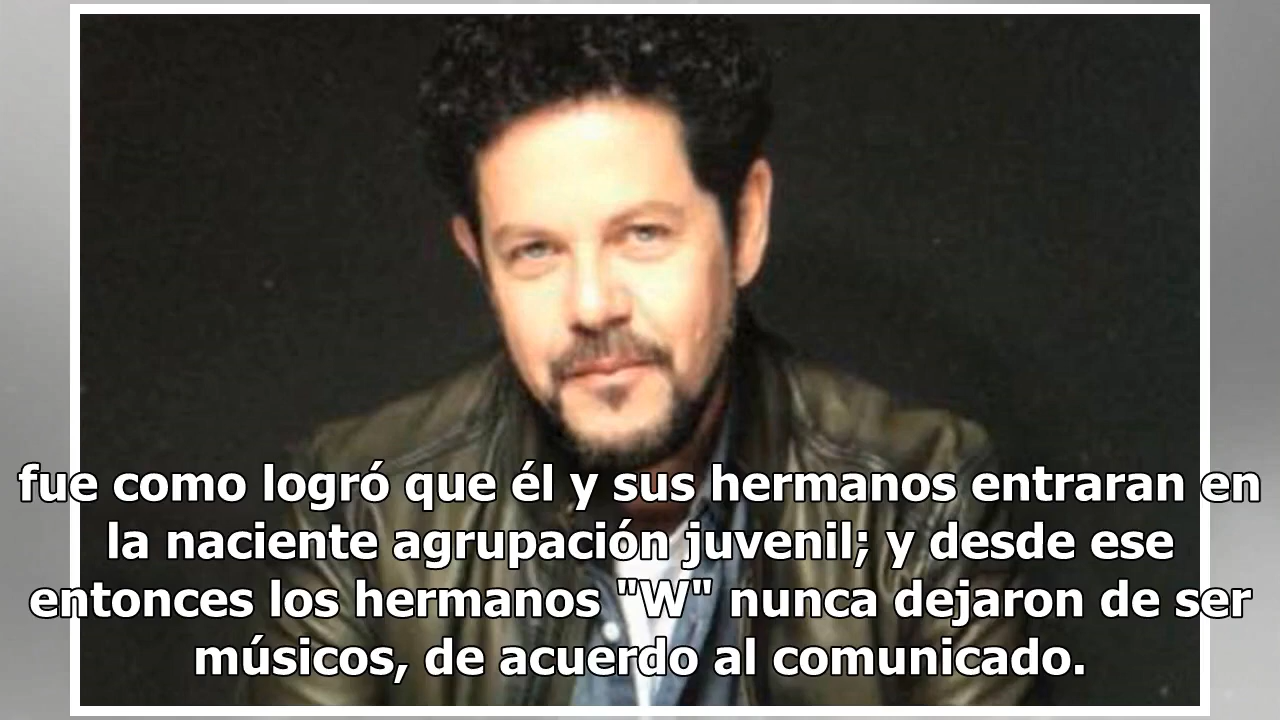 fue como logró que él y sus hermanos entraran en
la naciente agrupación juvenil; y desde ese
entonces los hermanos "W" nunca dejaron de ser
músicos, de acuerdo al comunicado.